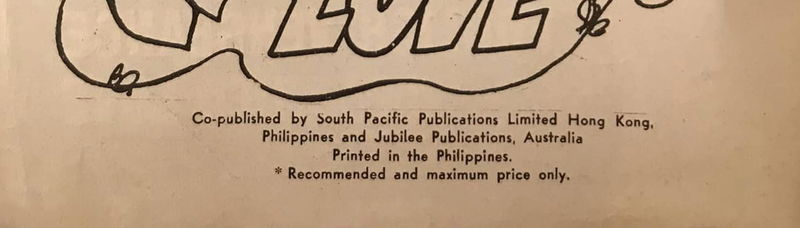 LOVE
Co-published by South Pacific Publications Limited Hong Kong,
Philippines and Jubilee Publications, Australia
Printed in the Philippines.
* Recommended and maximum price only.